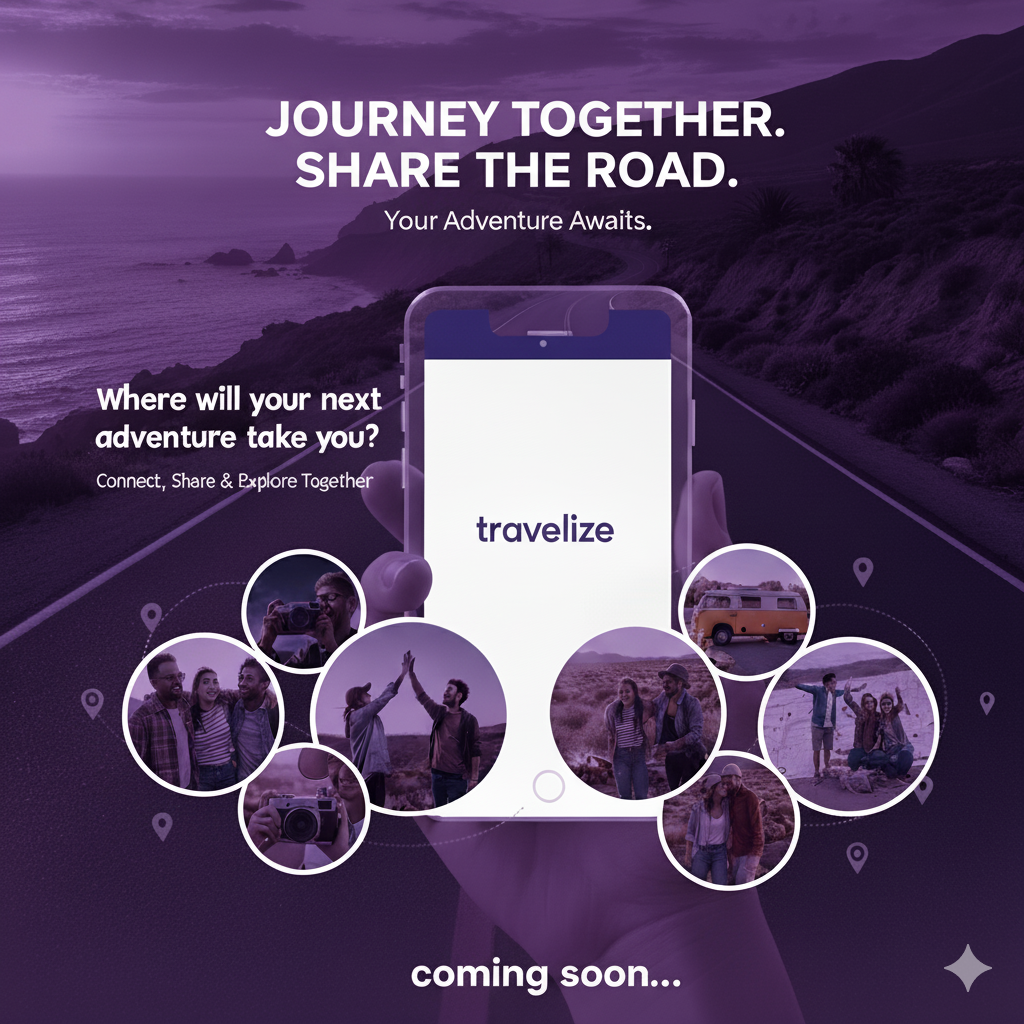 JOURNEY TOGETHER.
SHARE THE ROAD.
Your Adventure Awaits.
Where will your next
adventure take you?
Connect, Share & Explore Together
travelize
coming soon...